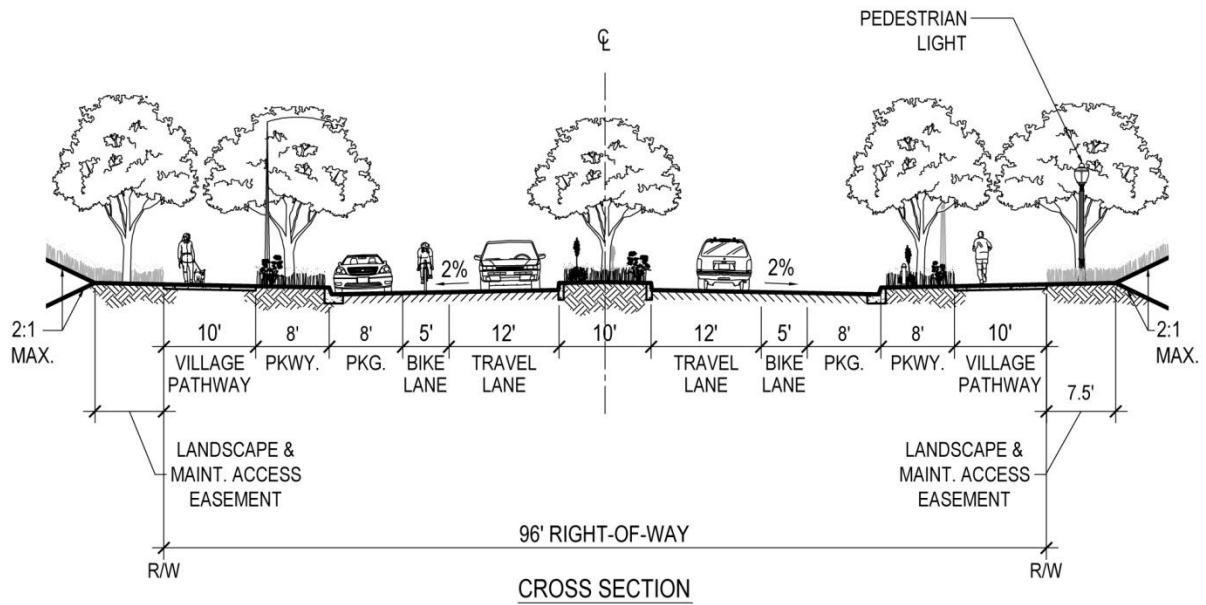 PEDESTRIAN
LIGHT
℄
2%
2%
2:1
MAX.
10'
VILLAGE
PATHWAY
8'
PKWY.
8'
PKG.
5'
BIKE
LANE
12'
TRAVEL
LANE
10'
12'
TRAVEL
LANE
5'
BIKE
LANE
8'
PKG.
8'
PKWY.
10'
VILLAGE
PATHWAY
2:1
MAX.
7.5'
LANDSCAPE &
MAINT. ACCESS
EASEMENT
LANDSCAPE &
MAINT. ACCESS
EASEMENT
96' RIGHT-OF-WAY
R/W
R/W
CROSS SECTION